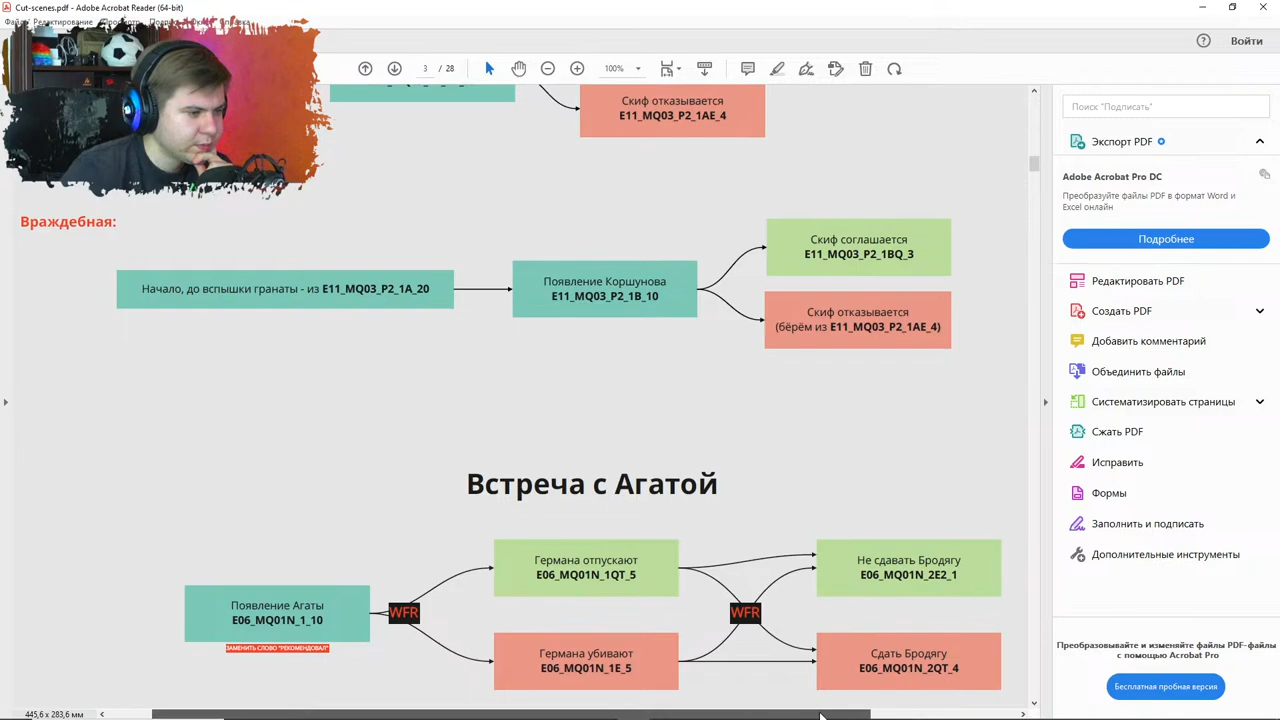 Cut-scenes.pdf - Adobe Acrobat Reader (64-bit)
Файл Редактирование
3 / 28
100%
Войти
Скиф отказывается
E11_MQ03_P2_1AE_4
Враждебная:
Начало, до вспышки гранаты - из E11_MQ03_P2_1A_20
Появление Коршунова
E11_MQ03_P2_1B_10
Скиф соглашается
E11_MQ03_P2_1BQ_3
Скиф отказывается
(берём из E11_MQ03_P2_1AE_4)
Встреча с Агатой
Появление Агаты
E06_MQ01N_1_10
ЗАМЕНИТЬ СЛОВО "РЕКОМЕНДОВАЛ"
WFR
Германа отпускают
E06_MQ01N_1QT_5
Германа убивают
E06_MQ01N_1E_5
WFR
Не сдавать Бродягу
E06_MQ01N_2E2_1
Сдать Бродягу
E06_MQ01N_2QT_4
445,6 x 283,6 мм
Поиск "Подписать"
Экспорт PDF
Adobe Acrobat Pro DC
Преобразуйте файлы PDF в формат Word и
Excel онлайн
Подробнее
Редактировать PDF
Создать PDF
Добавить комментарий
Объединить файлы
Систематизировать страницы
Сжать PDF
Исправить
Формы
Заполнить и подписать
Дополнительные инструменты
Преобразовывайте и изменяйте файлы PDF-файлы
с помощью Acrobat Pro
Бесплатная пробная версия